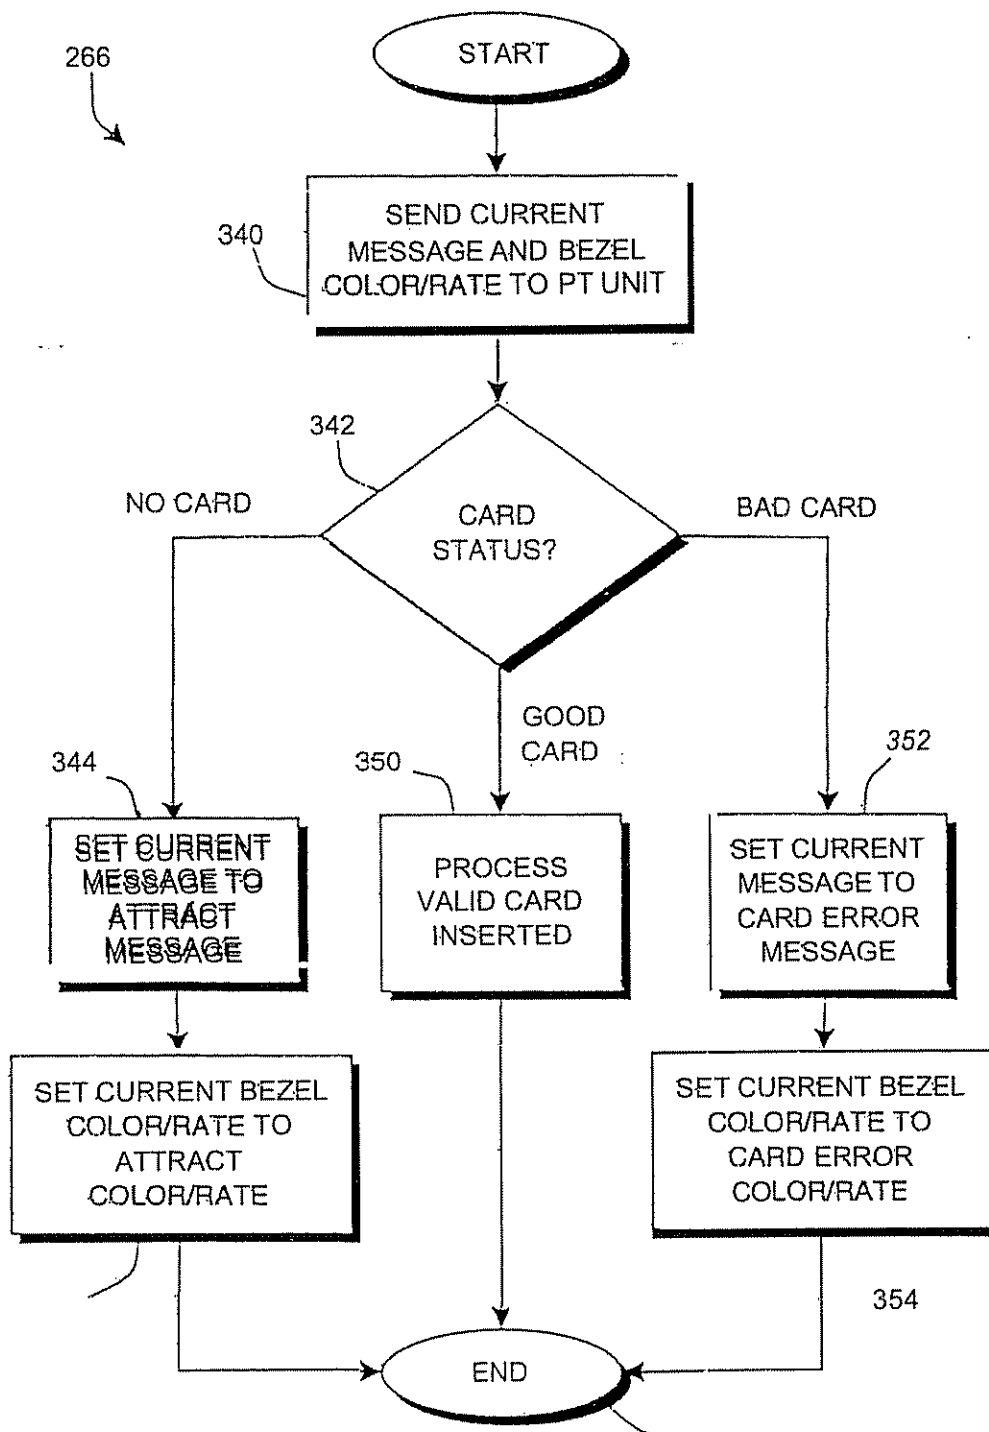 START
266
SEND CURRENT
MESSAGE AND BEZEL
COLOR/RATE TO PT UNIT
340
342
NO CARD
CARD
STATUS?
BAD CARD
GOOD
CARD
344
350
352
SET CURRENT
MESSAGE TO
ATTRACT
MESSAGE
PROCESS
VALID CARD
INSERTED
SET CURRENT
MESSAGE TO
CARD ERROR
MESSAGE
SET CURRENT BEZEL
COLOR/RATE TO
ATTRACT
COLOR/RATE
SET CURRENT BEZEL
COLOR/RATE TO
CARD ERROR
COLOR/RATE
354
END